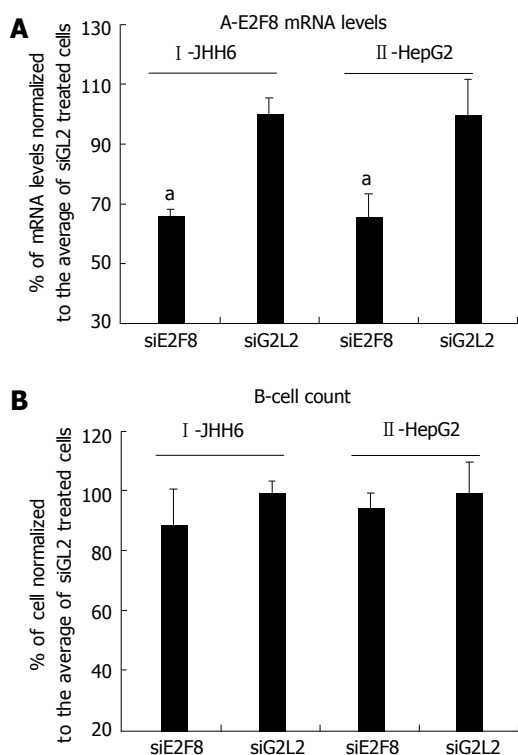 A
A-E2F8 mRNA levels
% of mRNA levels normalized
to the average of siGL2 treated cells
130
110
90
70
50
30
Ⅰ-JHH6
Ⅱ-HepG2
a
a
siE2F8 siG2L2 siE2F8 siG2L2
B
B-cell count
% of cell normalized
to the average of siGL2 treated cells
120
100
80
60
40
20
Ⅰ-JHH6
Ⅱ-HepG2
siE2F8 siG2L2 siE2F8 siG2L2